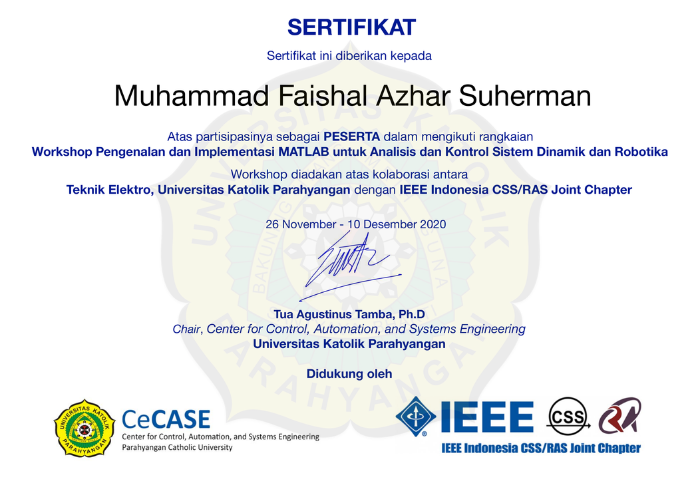 SERTIFIKAT
Sertifikat ini diberikan kepada
Muhammad Faishal Azhar Suherman
Atas partisipasinya sebagai PESERTA dalam mengikuti rangkaian
Workshop Pengenalan dan Implementasi MATLAB untuk Analisis dan Kontrol Sistem Dinamik dan Robotika
Workshop diadakan atas kolaborasi antara
Teknik Elektro, Universitas Katolik Parahyangan dengan IEEE Indonesia CSS/RAS Joint Chapter
26 November - 10 Desember 2020
Tua Agustinus Tamba, Ph.D
Chair, Center for Control, Automation, and Systems Engineering
Universitas Katolik Parahyangan
Didukung oleh
UNIVERSITAS KATOLIK
PARAHYANGAN
CeCASE
Center for Control, Automation, and Systems Engineering
Parahyangan Catholic University
IEEE
CSS
IEEE Indonesia CSS/RAS Joint Chapter